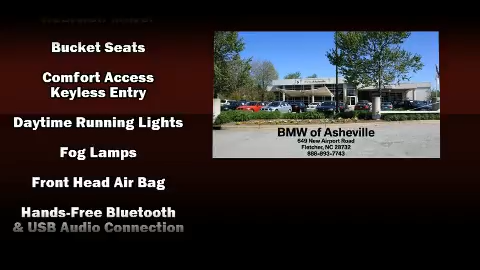 Bucket Seats
Comfort Access
Keyless Entry
Daytime Running Lights
Fog Lamps
Front Head Air Bag
Hands-Free Bluetooth
& USB Audio Connection
BMW of Asheville
649 New Airport Road
Fletcher, NC 28732
888-893-7743